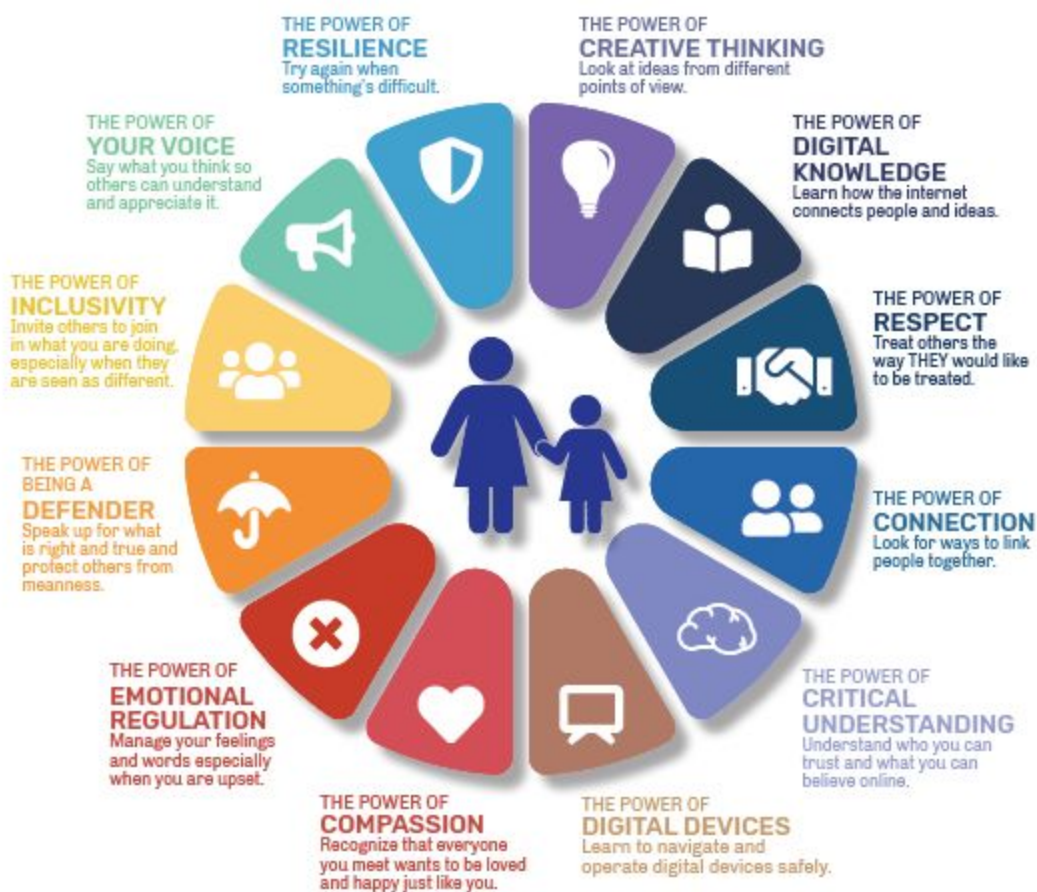 THE POWER OF
RESILIENCE
Try again when
something's difficult.
THE POWER OF
CREATIVE THINKING
Look at ideas from different
points of view.
THE POWER OF
DIGITAL
KNOWLEDGE
Learn how the internet
connects people and ideas.
THE POWER OF
RESPECT
Treat others the
way THEY would like
to be treated.
THE POWER OF
CONNECTION
Look for ways to link
people together.
THE POWER OF
CRITICAL
UNDERSTANDING
Understand who you can
trust and what you can
believe online.
THE POWER OF
DIGITAL DEVICES
Learn to navigate and
operate digital devices safely.
THE POWER OF
COMPASSION
Recognize that everyone
you meet wants to be loved
and happy just like you.
THE POWER OF
EMOTIONAL
REGULATION
Manage your feelings
and words especially
when you are upset.
THE POWER OF
BEING A
DEFENDER
Speak up for what
is right and true and
protect others from
meanness.
THE POWER OF
INCLUSIVITY
Invite others to join
in what you are doing,
especially when they
are seen as different.
THE POWER OF
YOUR VOICE
Say what you think so
others can understand
and appreciate it.